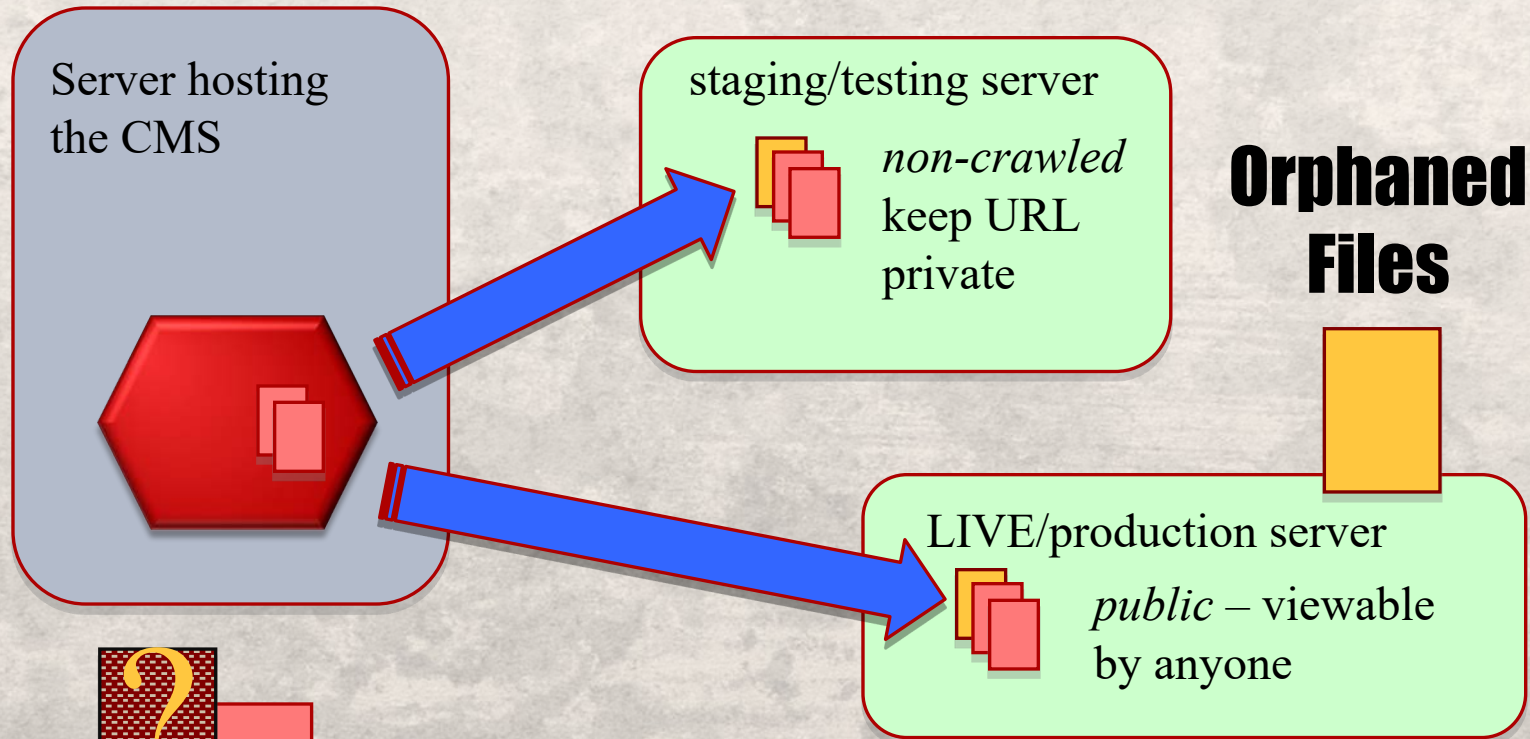 Server hosting
the CMS
staging/testing server
non-crawled
keep URL
private
Orphaned
Files
LIVE/production server
public – viewable
by anyone
?